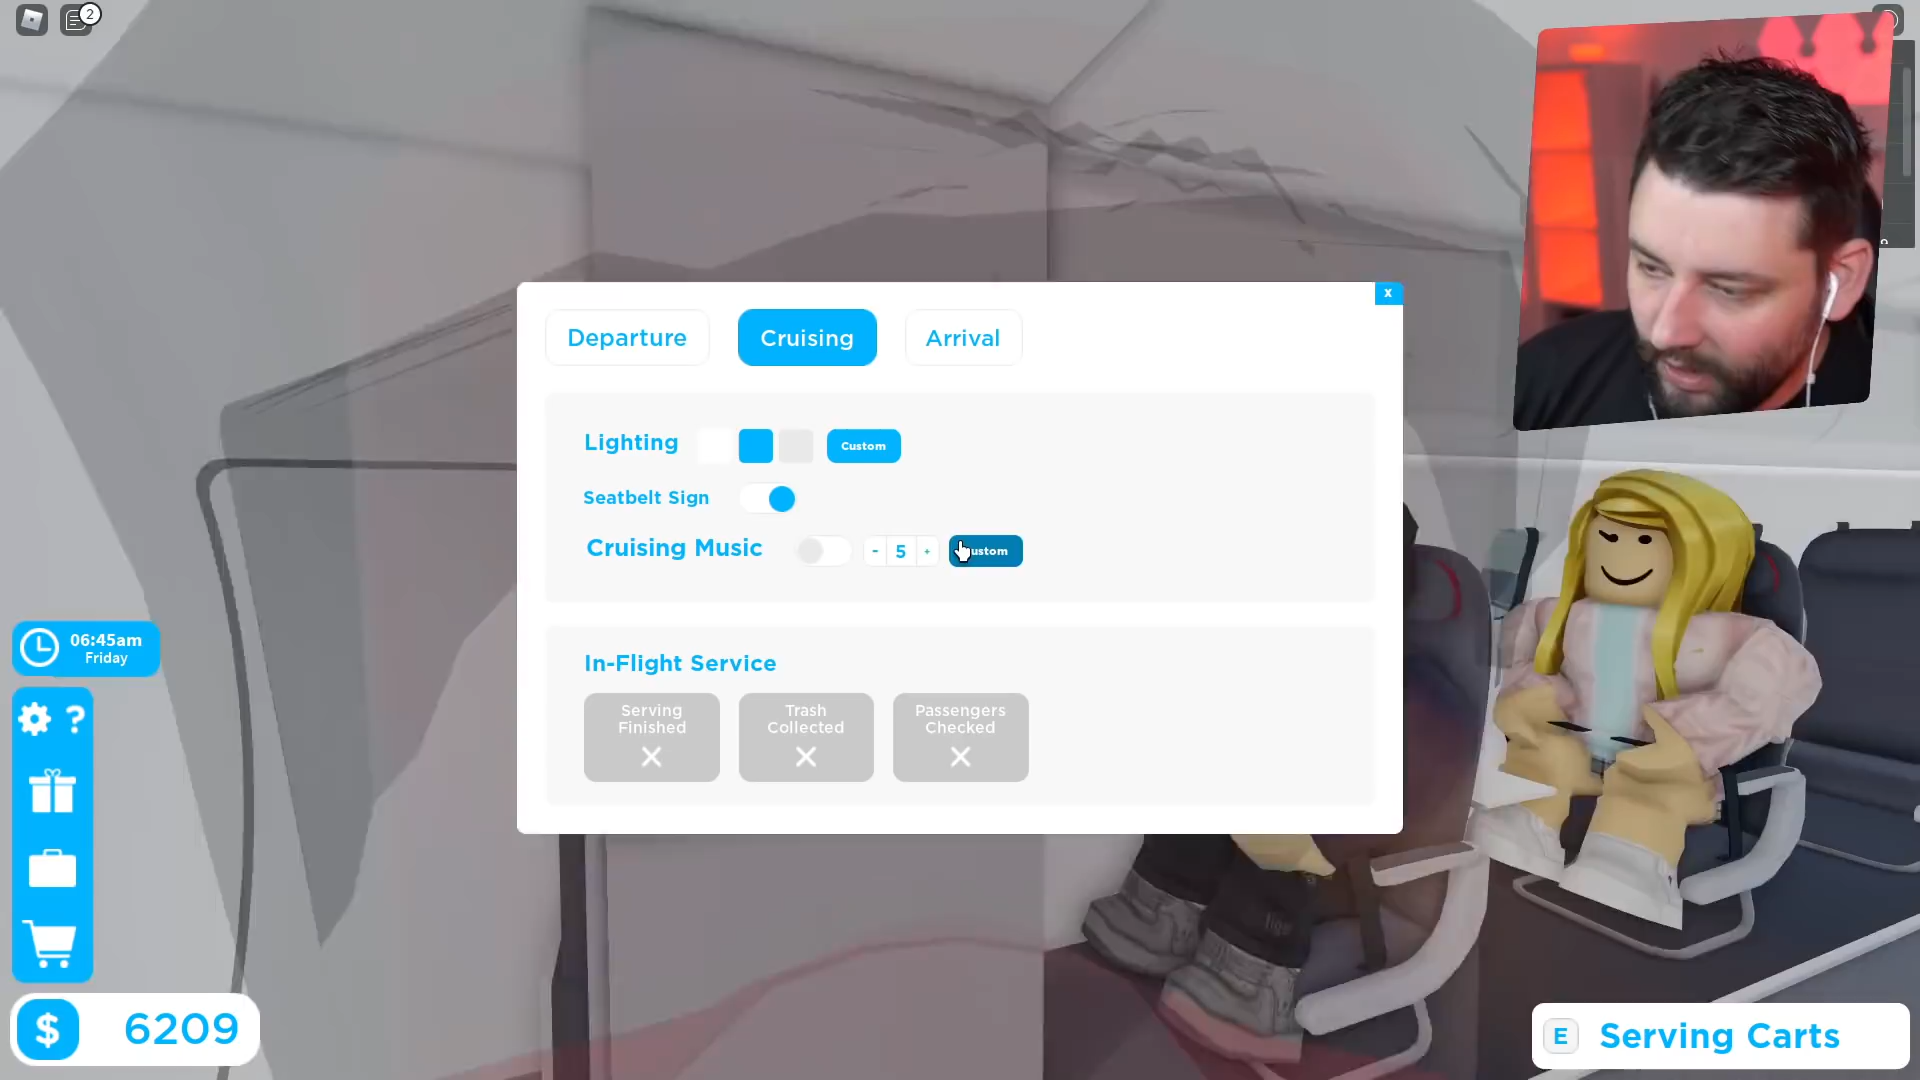 2
x
Departure
Cruising
Arrival
Lighting
Custom
Seatbelt Sign
Cruising Music
- 5 +
ustom
06:45am
Friday
?
In-Flight Service
Serving
Finished
Trash
Collected
Passengers
Checked
$ 6209
E Serving Carts